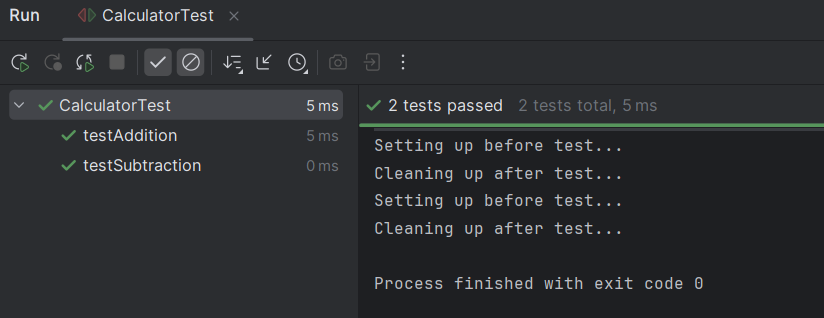 Run CalculatorTest
CalculatorTest 5 ms
testAddition 5 ms
testSubtraction 0 ms
2 tests passed 2 tests total, 5 ms
Setting up before test...
Cleaning up after test...
Setting up before test...
Cleaning up after test...
Process finished with exit code 0